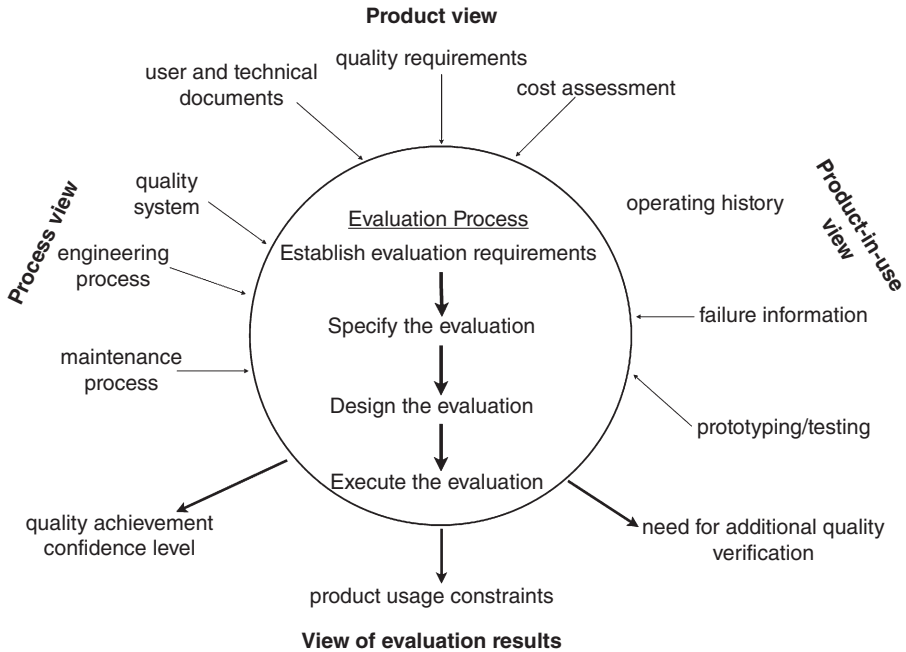 Product view
quality requirements
user and technical
documents
cost assessment
Process view
quality
system
engineering
process
maintenance
process
Evaluation Process
Establish evaluation requirements
Specify the evaluation
Design the evaluation
Execute the evaluation
operating history
Product-in-use
view
failure information
prototyping/testing
quality achievement
confidence level
need for additional quality
verification
product usage constraints
View of evaluation results